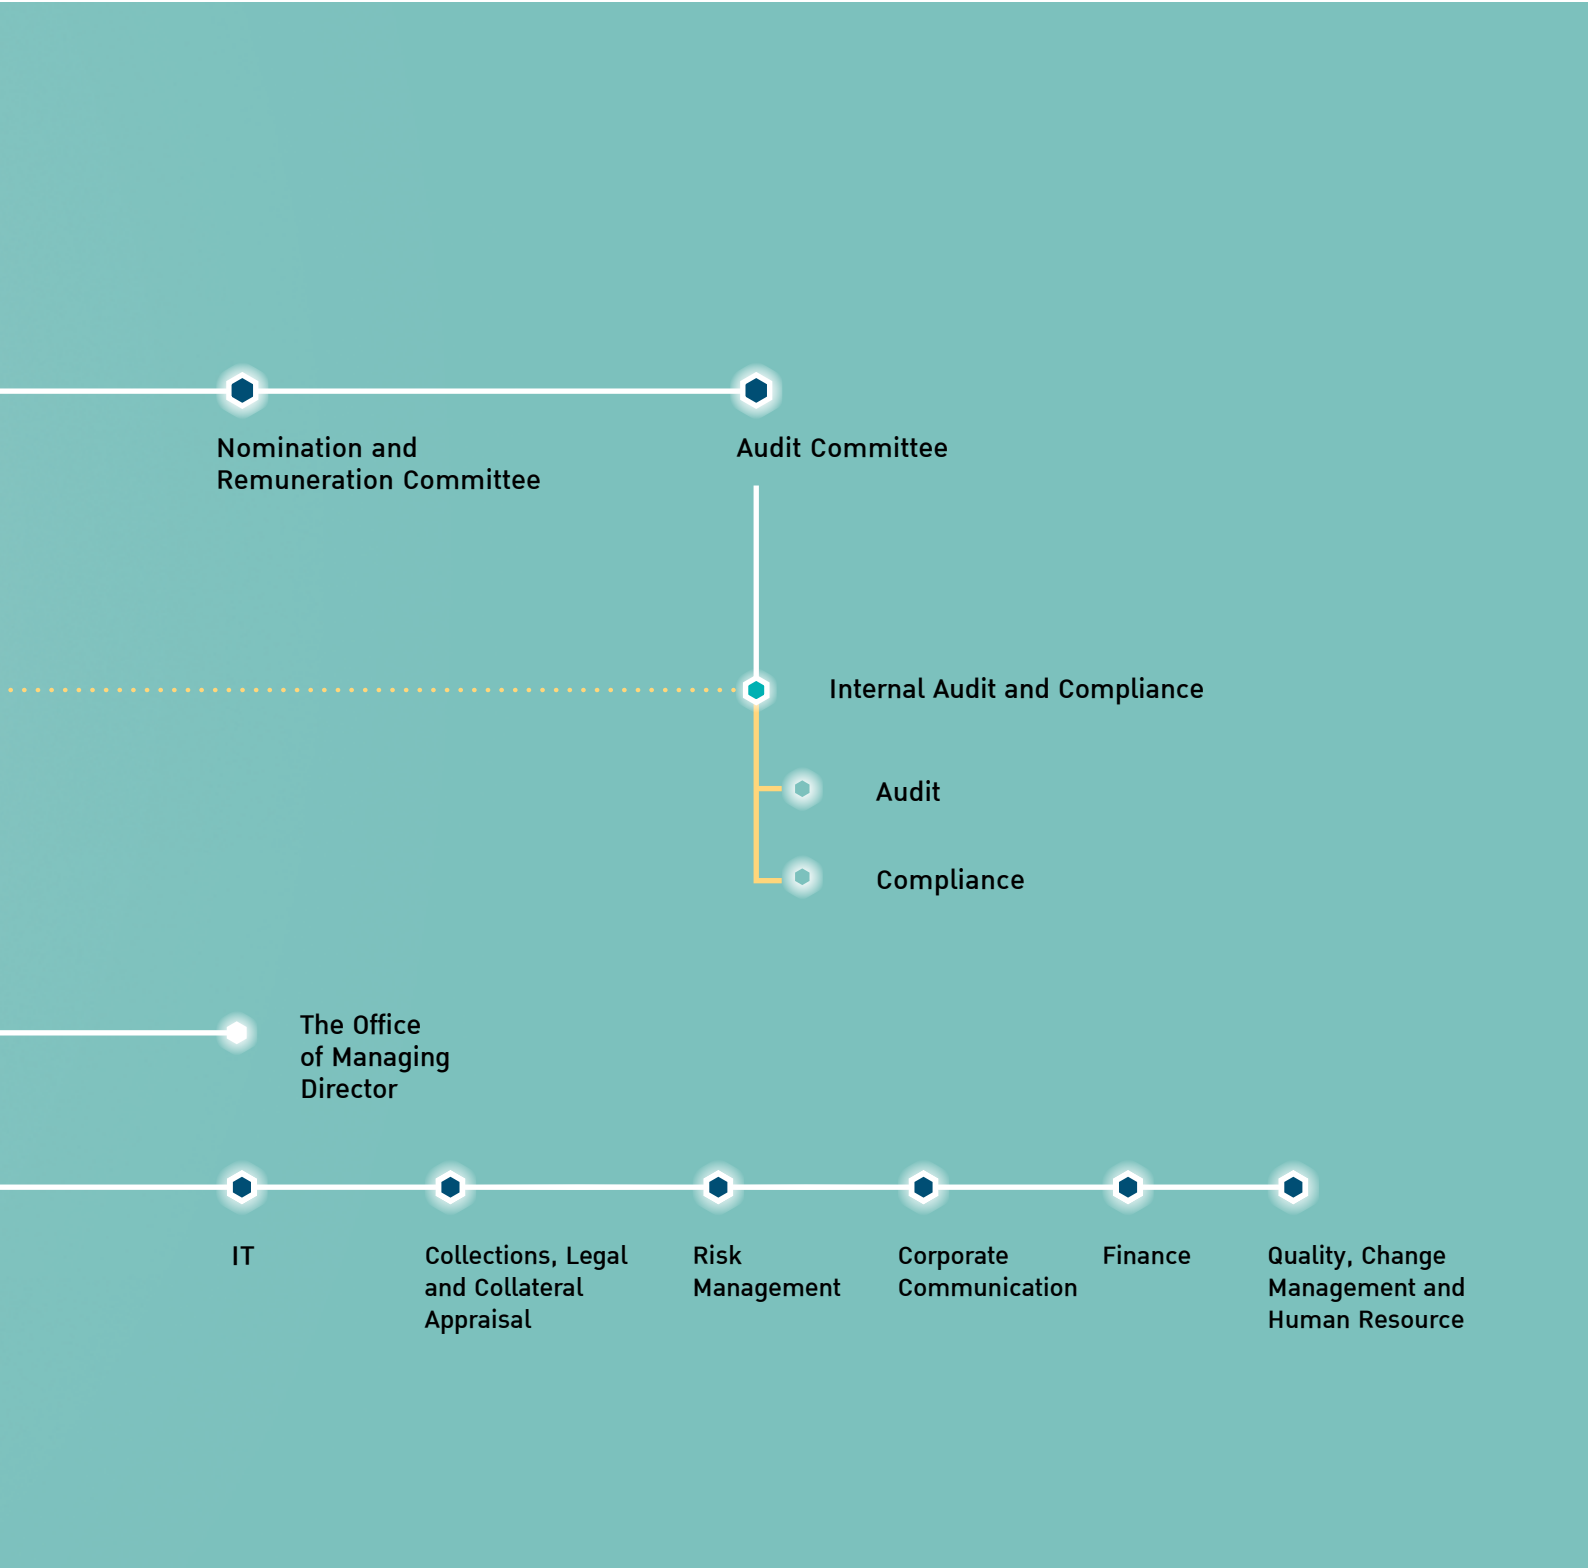 Nomination and
Remuneration Committee
Audit Committee
Internal Audit and Compliance
Audit
Compliance
The Office
of Managing
Director
IT
Collections, Legal
and Collateral
Appraisal
Risk
Management
Corporate
Communication
Finance
Quality, Change
Management and
Human Resource